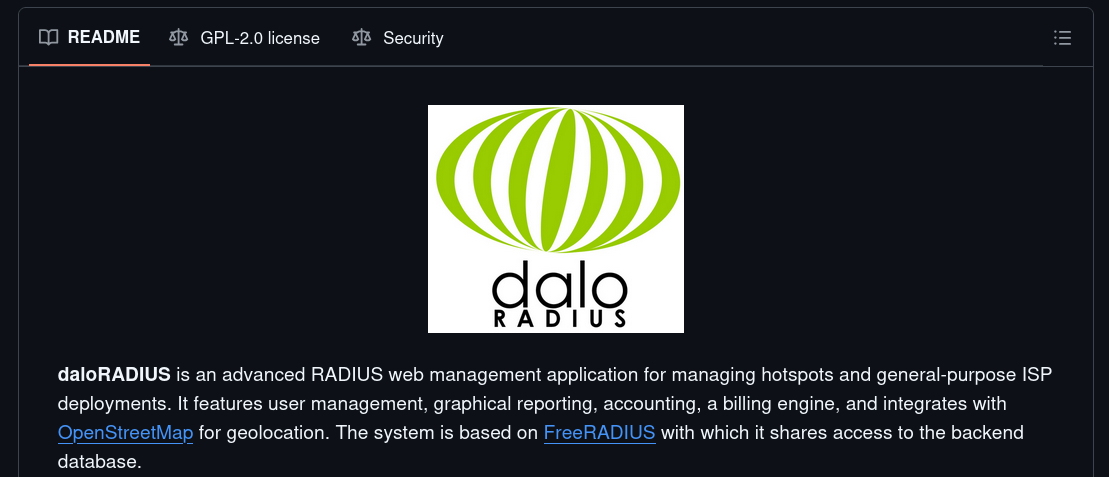 README
GPL-2.0 license
Security
dalo
RADIUS
daloRADIUS is an advanced RADIUS web management application for managing hotspots and general-purpose ISP
deployments. It features user management, graphical reporting, accounting, a billing engine, and integrates with
OpenStreetMap for geolocation. The system is based on FreeRADIUS with which it shares access to the backend
database.